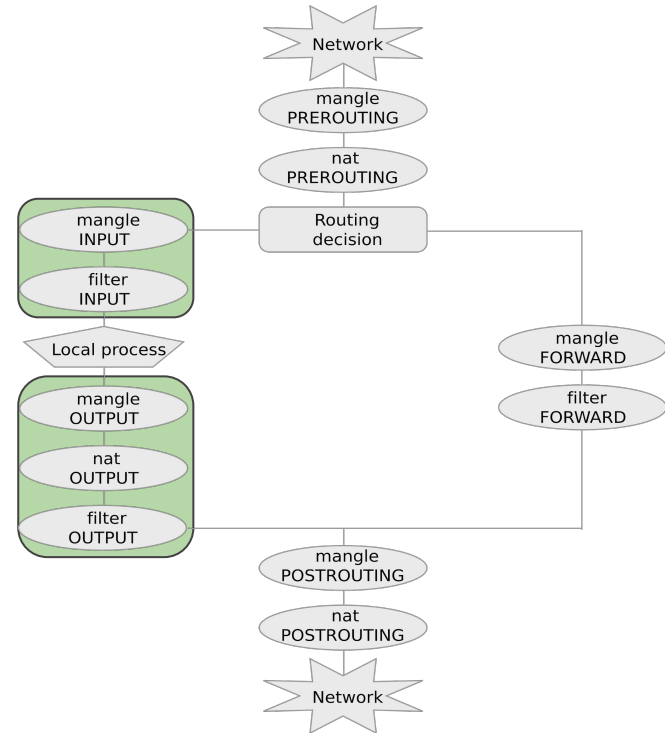 Network
mangle
PREROUTING
nat
PREROUTING
Routing
decision
mangle
INPUT
filter
INPUT
Local process
mangle
OUTPUT
nat
OUTPUT
filter
OUTPUT
mangle
FORWARD
filter
FORWARD
mangle
POSTROUTING
nat
POSTROUTING
Network